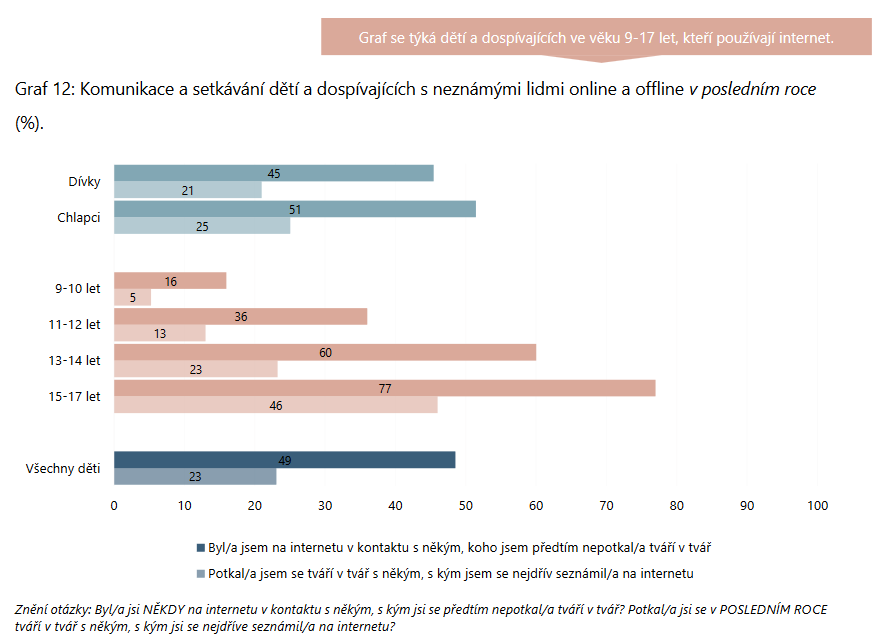 Graf se týká dětí a dospívajících ve věku 9-17 let, kteří používají internet.
Graf 12: Komunikace a setkávání dětí a dospívajících s neznámými lidmi online a offline v posledním roce
(%).
Dívky
45
21
Chlapci
51
25
9-10 let
16
5
11-12 let
36
13
13-14 let
60
23
15-17 let
77
46
Všechny děti
49
23
0 10 20 30 40 50 60 70 80 90 100
Byl/a jsem na internetu v kontaktu s někým, koho jsem předtím nepotkal/a tváří v tvář
Potkal/a jsem se tváří v tvář s někým, s kým jsem se nejdřív seznámil/a na internetu
Znění otázky: Byl/a jsi NĚKDY na internetu v kontaktu s někým, s kým jsi se předtím nepotkal/a tváří v tvář? Potkal/a jsi se v POSLEDNÍM ROCE
tváří v tvář s někým, s kým jsi se nejdříve seznámil/a na internetu?